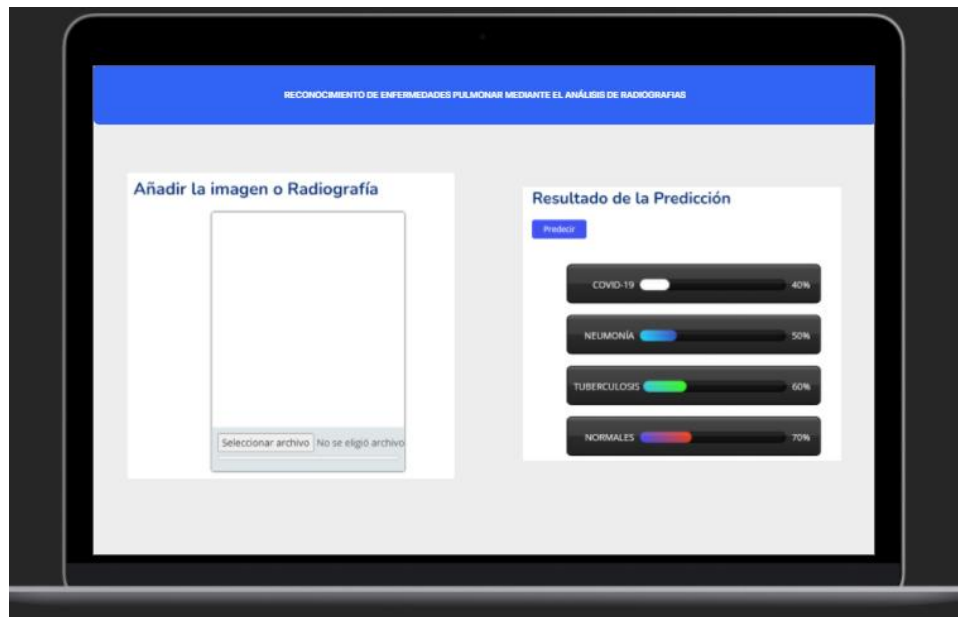 RECONOCIMIENTO DE ENFERMEDADES PULMONAR MEDIANTE EL ANÁLISIS DE RADIOGRAFIAS
Añadir la imagen o Radiografía
Seleccionar archivo No se eligió archivo
Resultado de la Predicción
Predecir
COVID-19 40%
NEUMONÍA 50%
TUBERCULOSIS 60%
NORMALES 70%